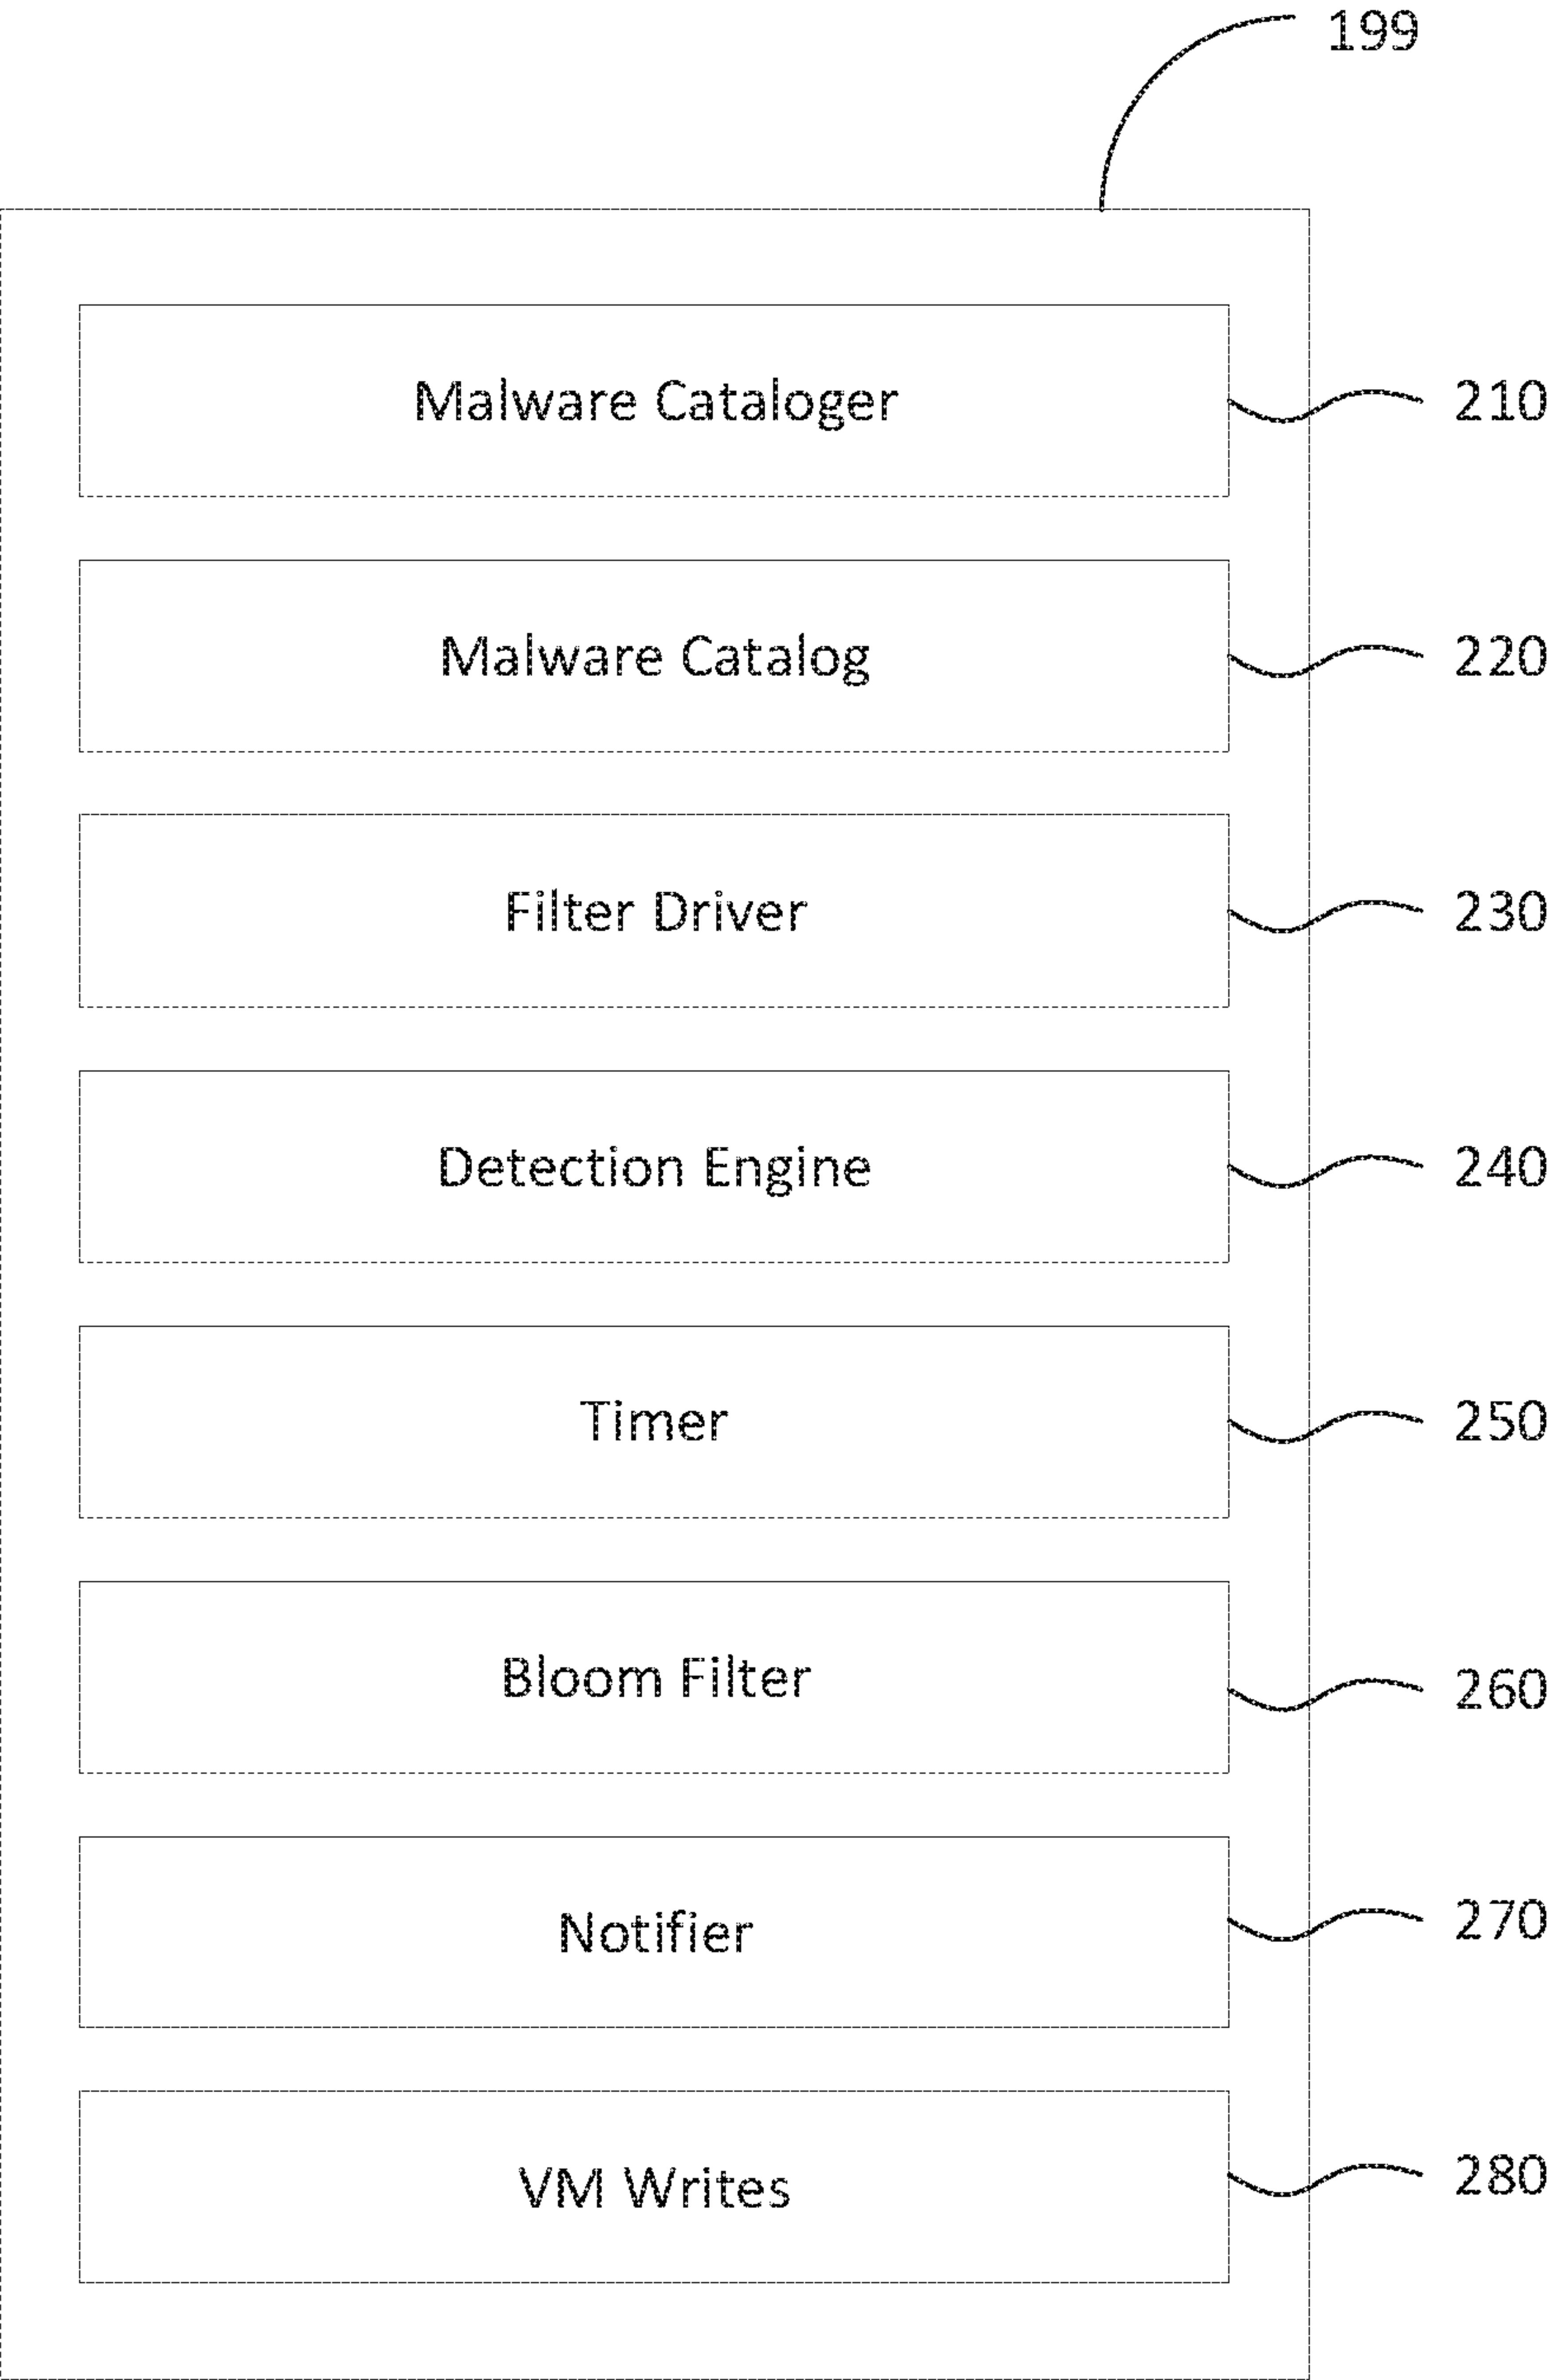 199
Malware Cataloger 210
Malware Catalog 220
Filter Driver 230
Detection Engine 240
Timer 250
Bloom Filter 260
Notifier 270
VM Writes 280